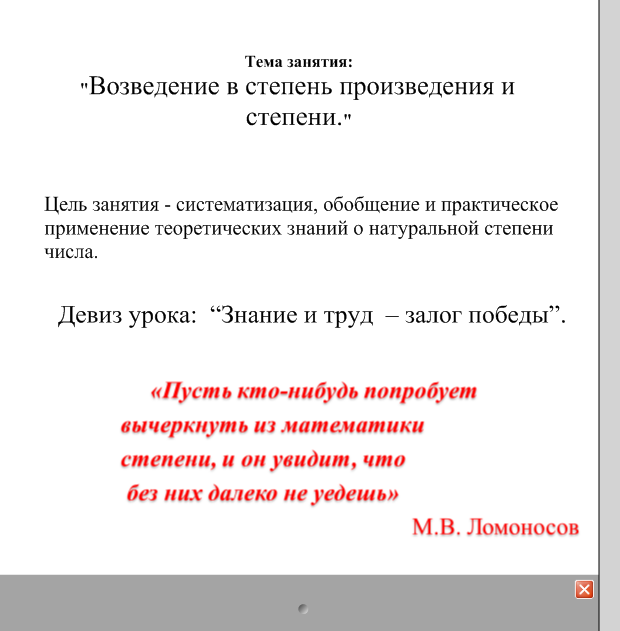 Тема занятия:
"Возведение в степень произведения и
степени."
Цель занятия - систематизация, обобщение и практическое
применение теоретических знаний о натуральной степени
числа.
Девиз урока: “Знание и труд – залог победы”.
«Пусть кто-нибудь попробует
вычеркнуть из математики
степени, и он увидит, что
без них далеко не уедешь»
М.В. Ломоносов